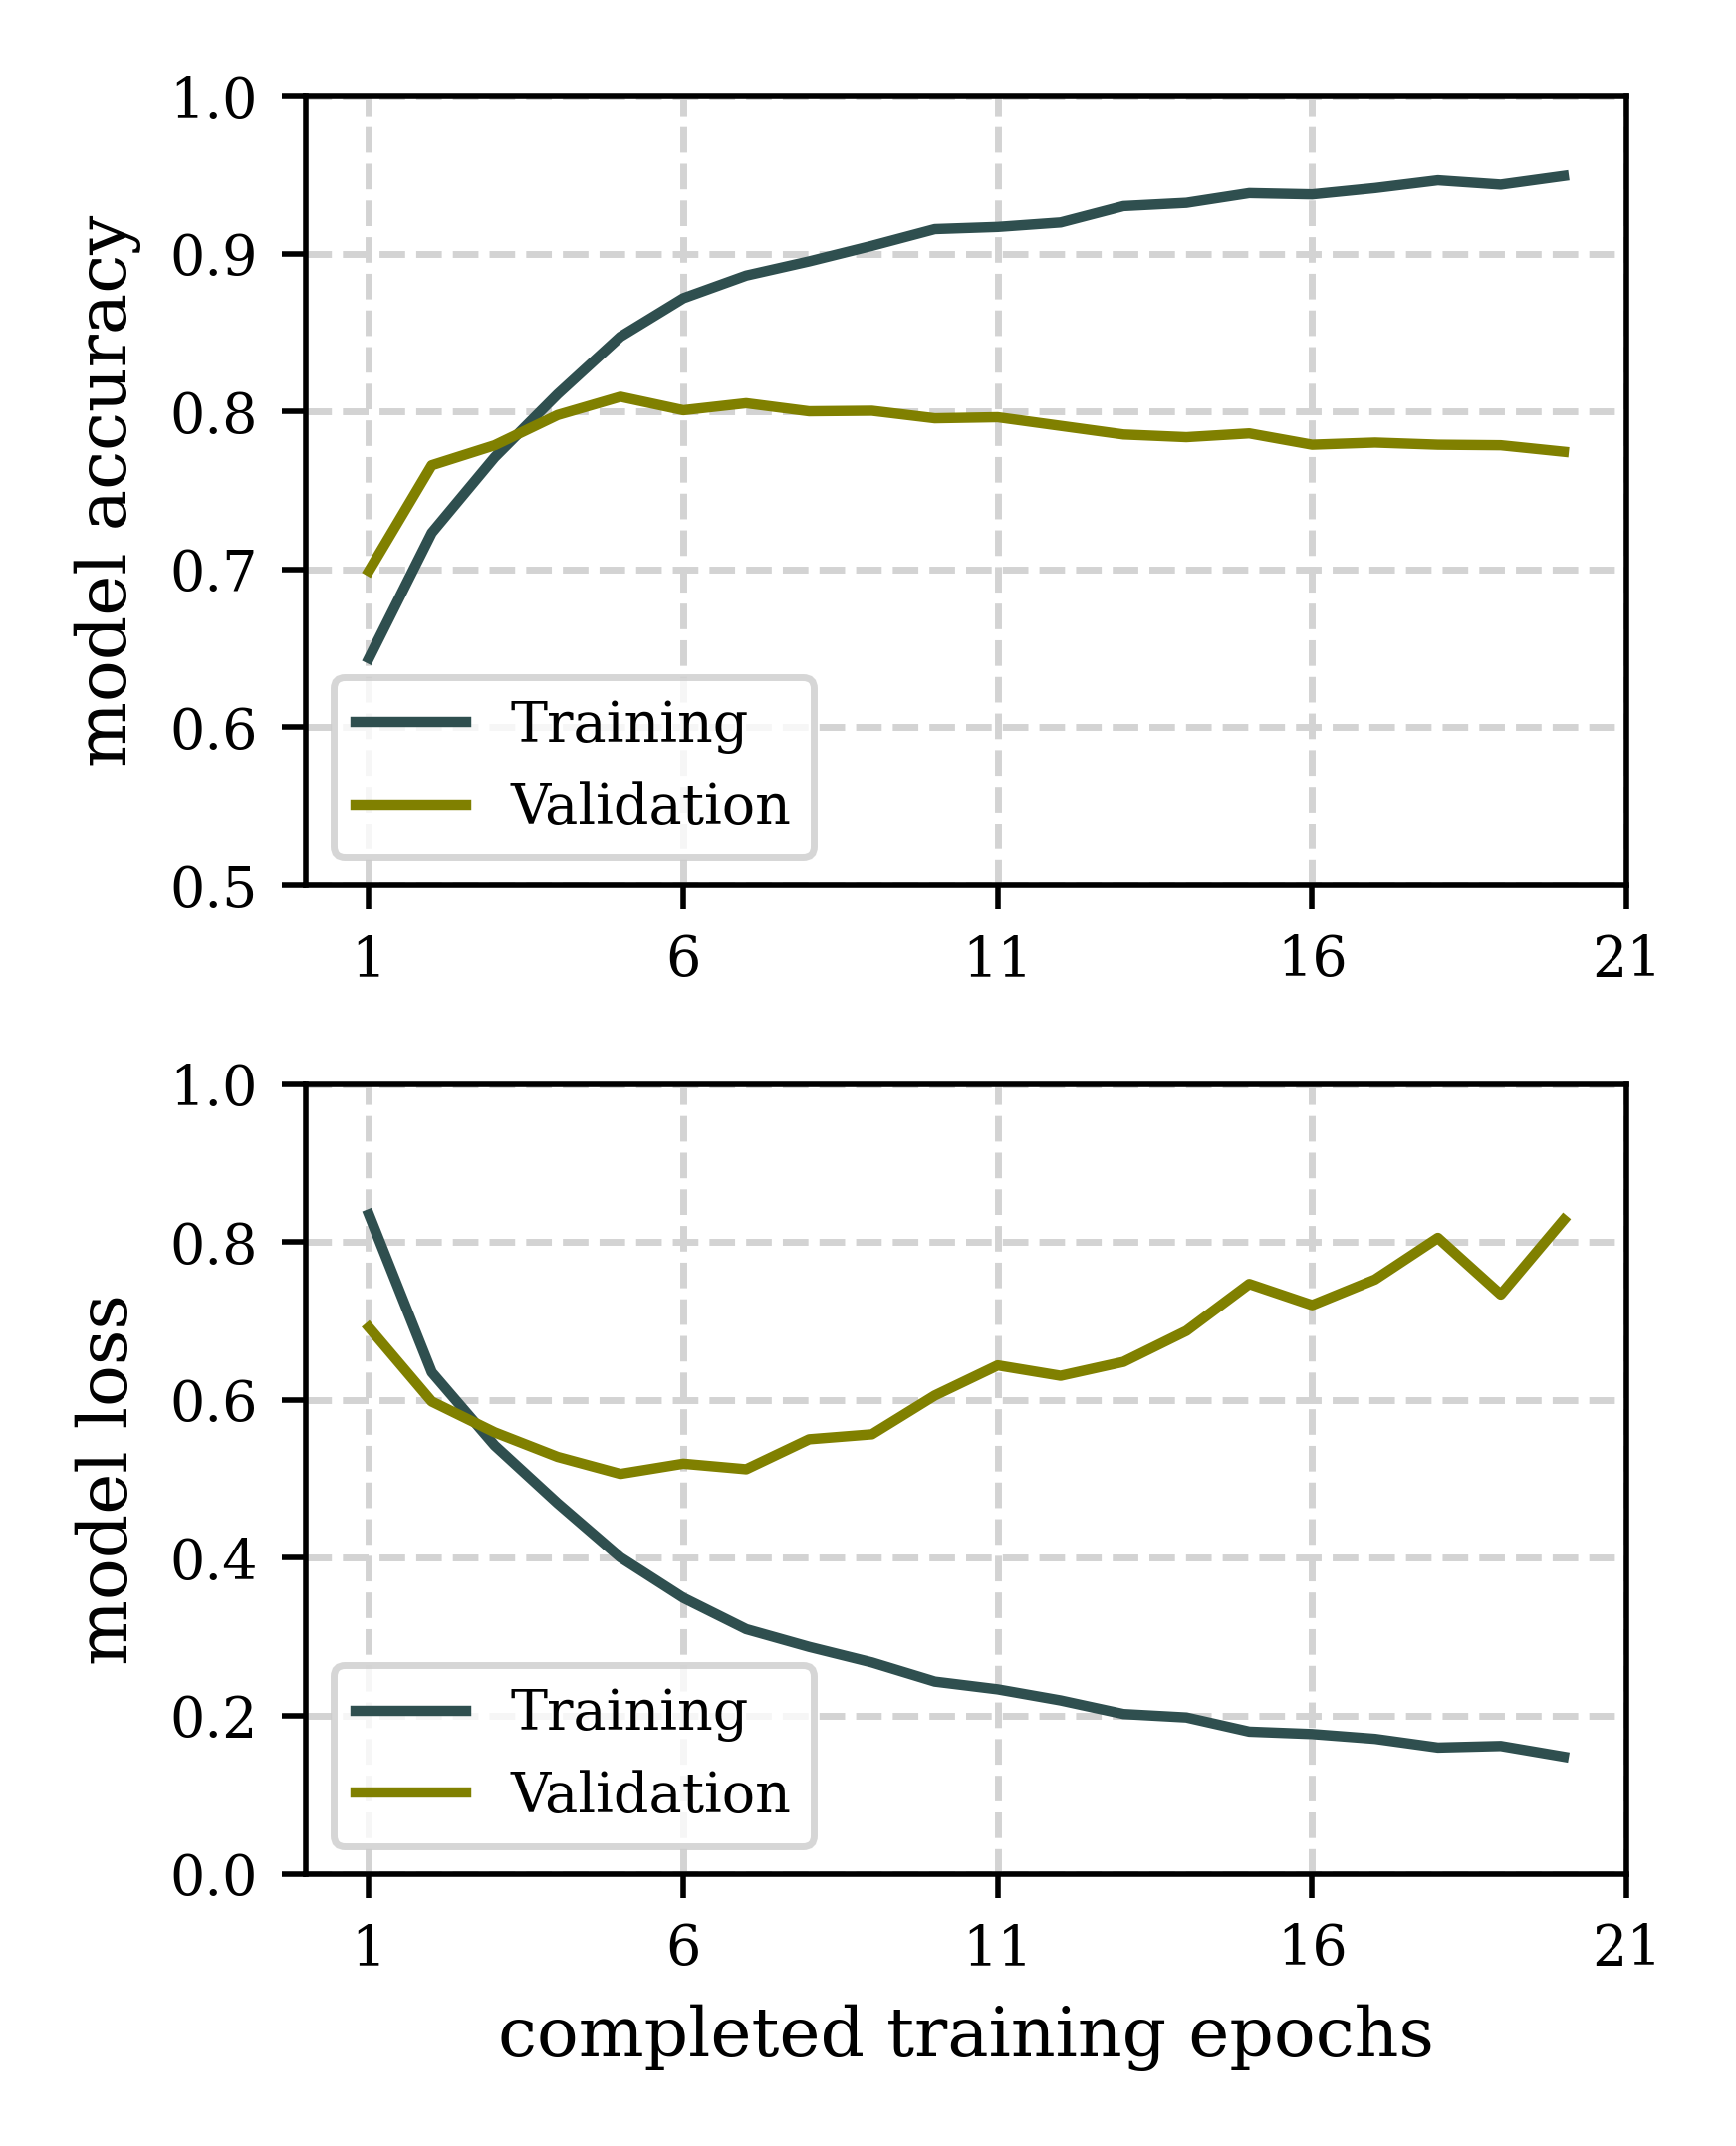 1.0
0.9
0.8
0.7
0.6
0.5
model accuracy
Training
Validation
1 6 11 16 21
1.0
0.8
0.6
0.4
0.2
0.0
model loss
Training
Validation
1 6 11 16 21
completed training epochs